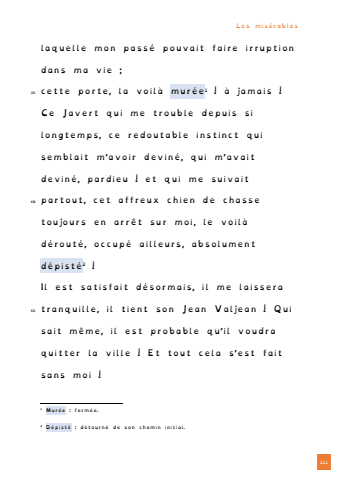 Les misérables
laquelle mon passé pouvait faire irruption
dans ma vie ;
cette porte, la voilà murée¹ ! à jamais !
Ce Javert qui me trouble depuis si
longtemps, ce redoutable instinct qui
semblait m'avoir deviné, qui m'avait
deviné, pardieu ! et qui me suivait
partout, cet affreux chien de chasse
toujours en arrêt sur moi, le voilà
dérouté, occupé ailleurs, absolument
dépisté² !
Il est satisfait désormais, il me laissera
tranquille, il tient son Jean Valjean ! Qui
sait même, il est probable qu'il voudra
quitter la ville ! Et tout cela s'est fait
sans moi !
Murée : fermée.
Dépisté : détourné de son chemin initial.